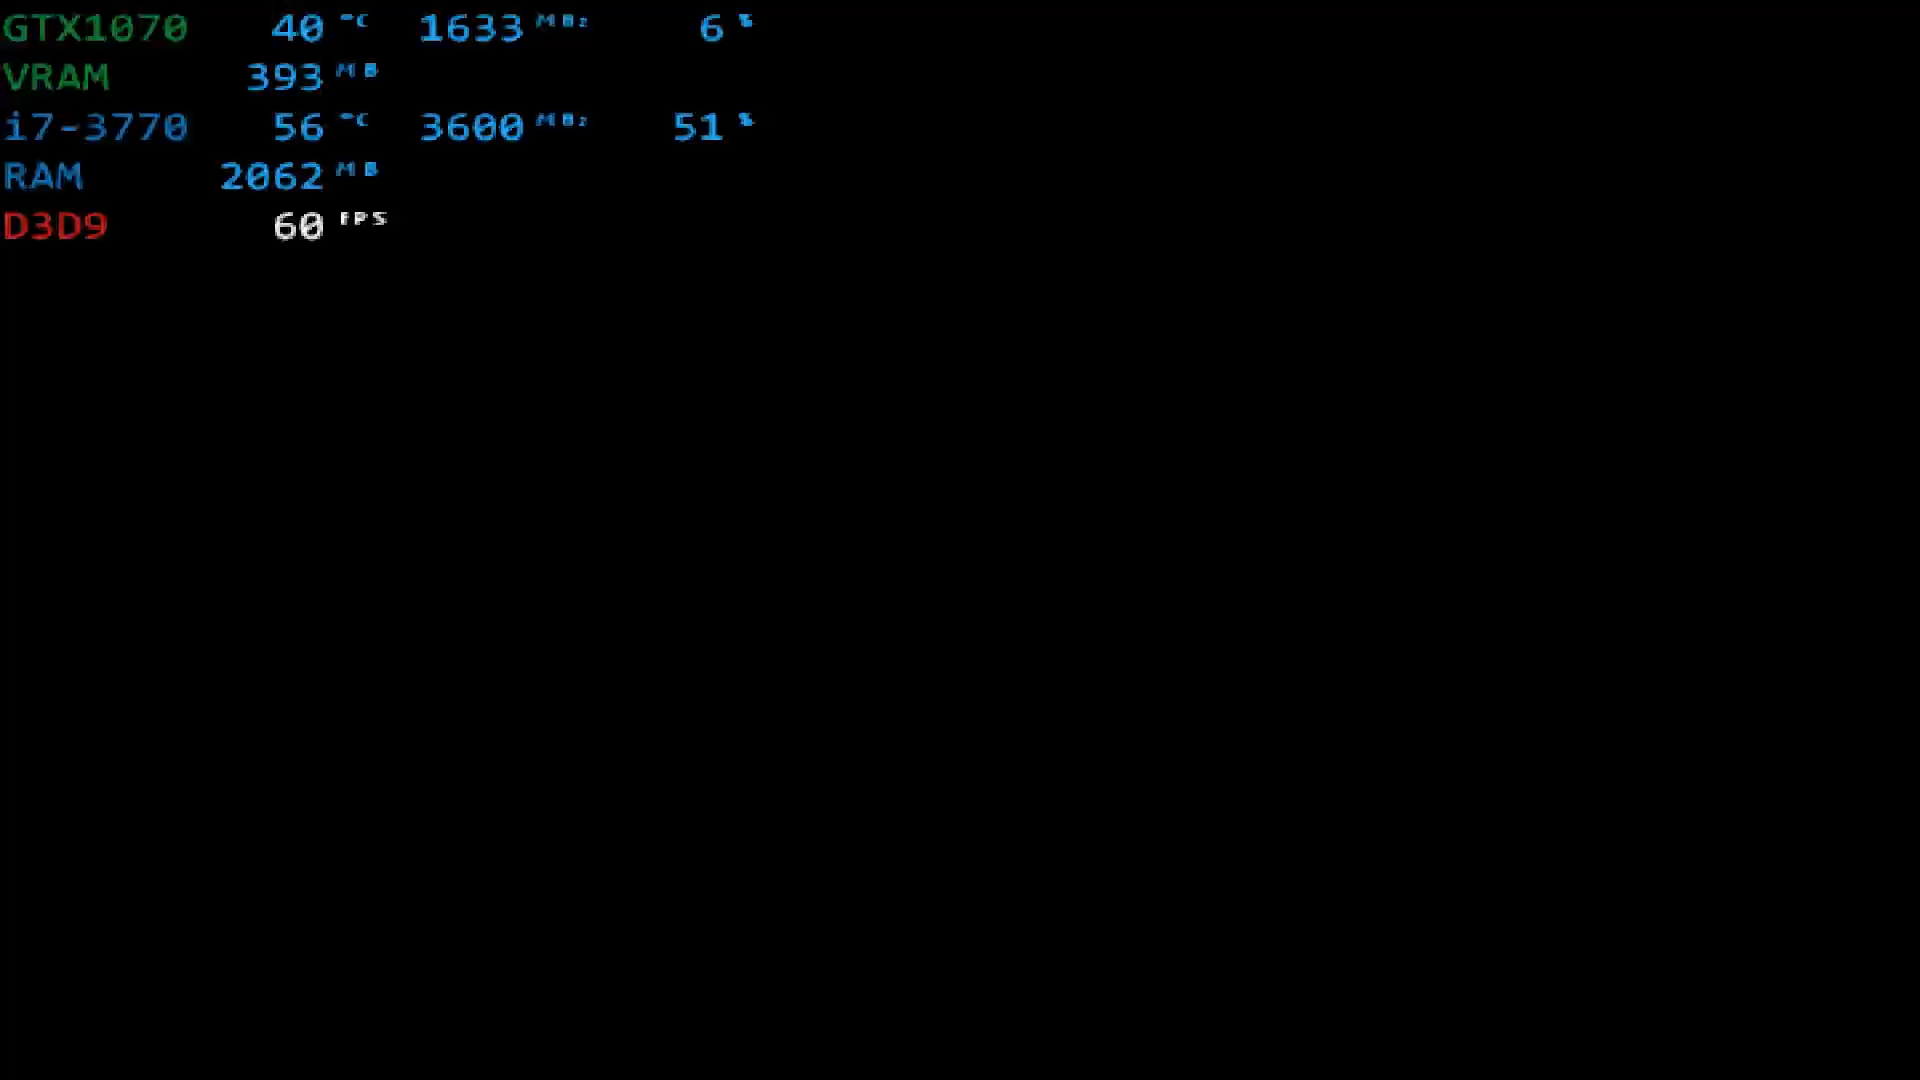 GTX1070 40 °C 1633 MHz 6 %
VRAM 393 MB
i7-3770 56 °C 3600 MHz 51 %
RAM 2062 MB
D3D9 60 FPS